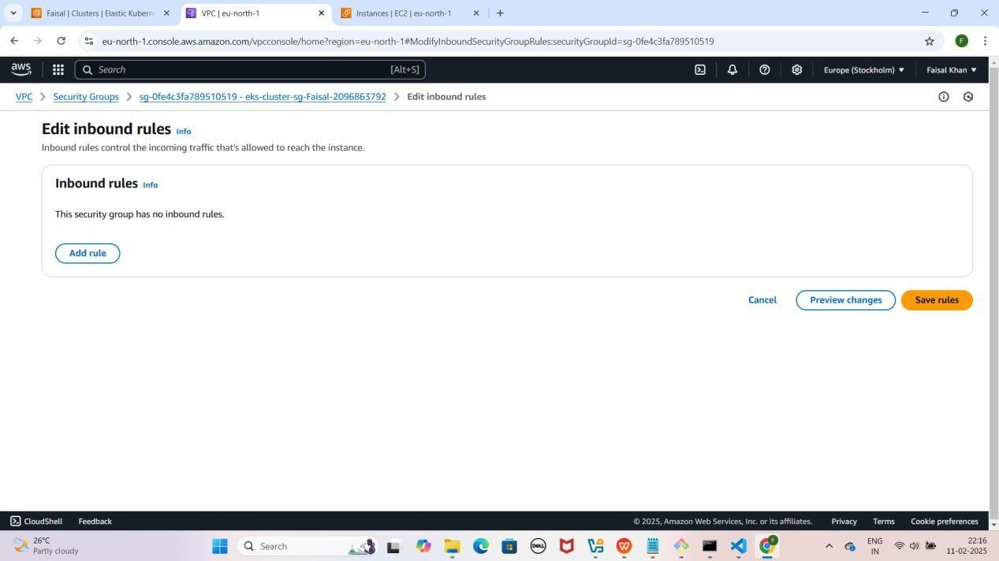 Faisal | Clusters | Elastic Kuberne
VPC | eu-north-1
Instances | EC2 | eu-north-1
eu-north-1.console.aws.amazon.com/vpcconsole/home?region=eu-north-1#ModifyInboundSecurityGroupRules:securityGroupId=sg-0fe4c3fa789510519
F
aws
Search
[Alt+S]
Europe (Stockholm)
Faisal Khan
VPC
Security Groups
sg-0fe4c3fa789510519 - eks-cluster-sg-Faisal-2096863792
Edit inbound rules
Edit inbound rules Info
Inbound rules control the incoming traffic that's allowed to reach the instance.
Inbound rules Info
This security group has no inbound rules.
Add rule
Cancel
Preview changes
Save rules
CloudShell
Feedback
© 2025, Amazon Web Services, Inc. or its affiliates.
Privacy
Terms
Cookie preferences
26°C
Partly cloudy
Search
DELL
F
ENG
IN
22:16
11-02-2025